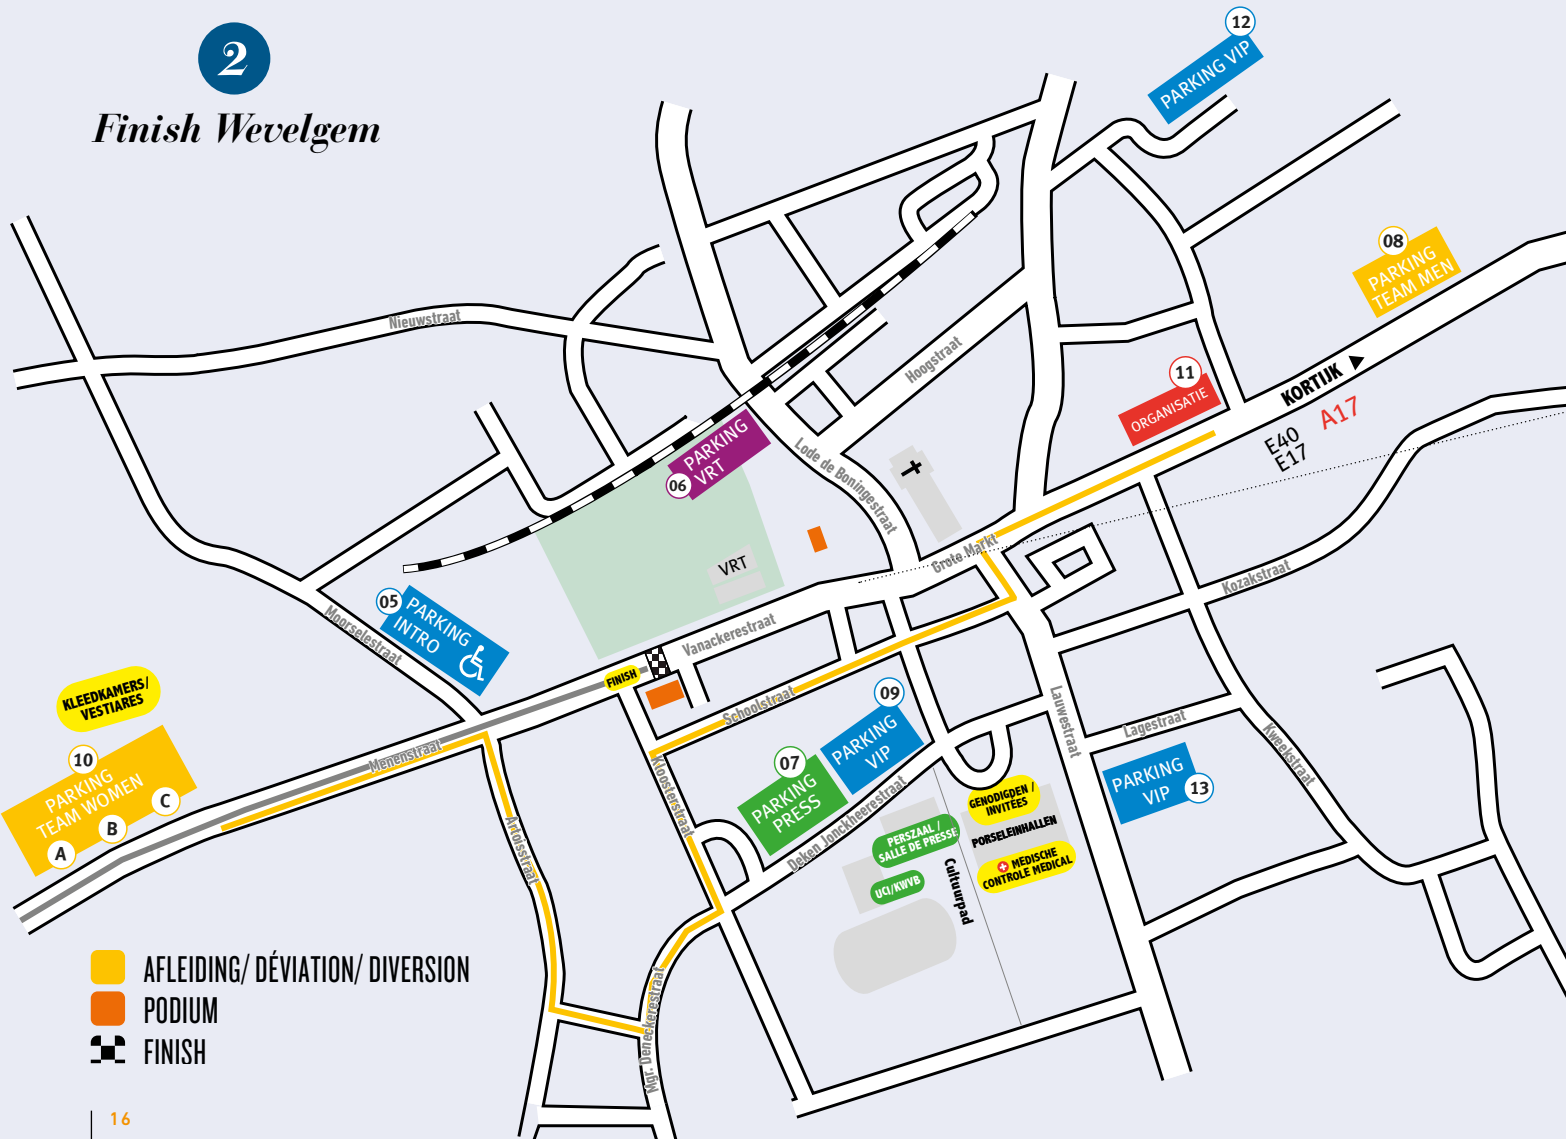 2
Finish Wevelgem
12
PARKING VIP
08
PARKING
TEAM MEN
Nieuwstraat
Hoogstraat
11
ORGANISATIE
KORTIJK
A17
E40
E17
PARKING
VRT
06
Lode de Boningestraat
VRT
Grote Markt
Kozakstraat
05
PARKING
INTRO
Moorselestraat
Vanackerestraat
FINISH
KLEEDKAMERS/
VESTIARES
10
PARKING
TEAM WOMEN
A
B
C
Menenstraat
Schoolstraat
09
PARKING
VIP
07
PARKING
PRESS
Lauwestraat
Lagestraat
Kweekstraat
PARKING
VIP
13
Kloosterstraat
Artoisstraat
Deken Jonckheerestraat
GENODIGDEN /
INVITÉES
PORSELEINHALLEN
MEDISCHE
CONTROLE MEDICAL
PERSZAAL /
SALLE DE PRESSE
UCI/KWVB
Cultuurpad
Mgr. Deneckerestraat
AFLEIDING/ DÉVIATION/ DIVERSION
PODIUM
FINISH
16